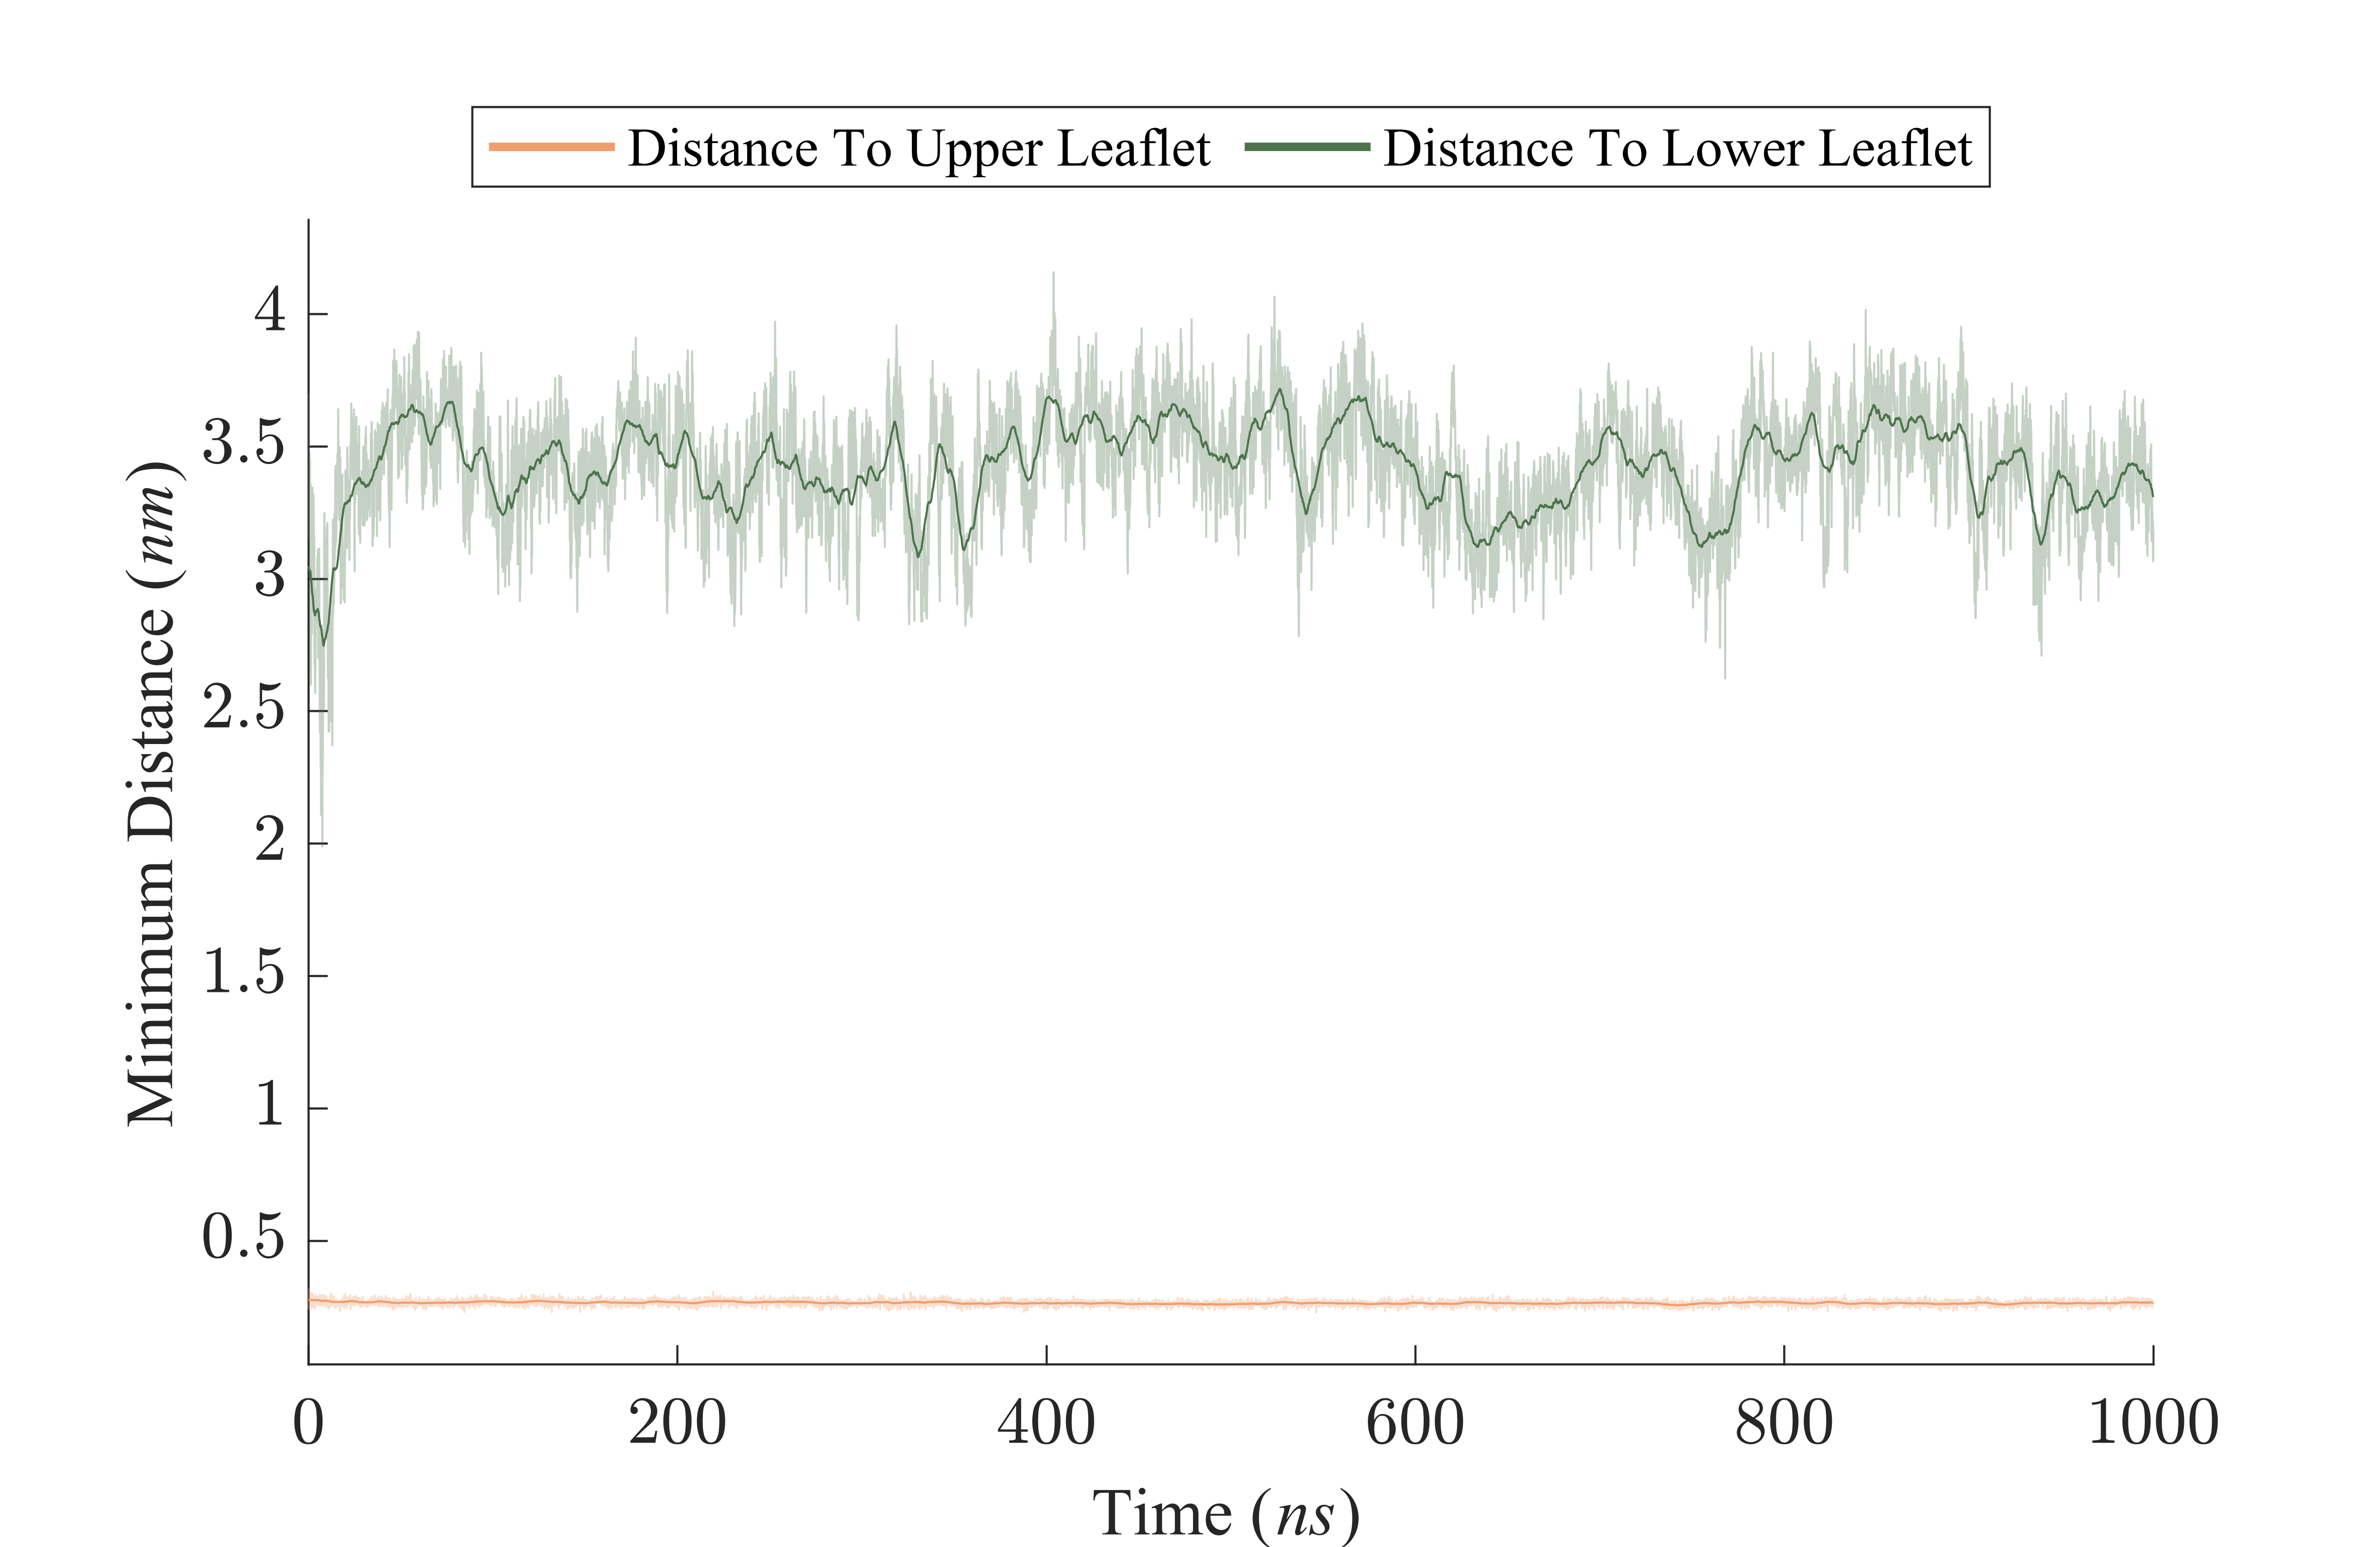 Distance To Upper Leaflet Distance To Lower Leaflet
Minimum Distance (nm)
4
3.5
3
2.5
2
1.5
1
0.5
0 200 400 600 800 1000
Time (ns)